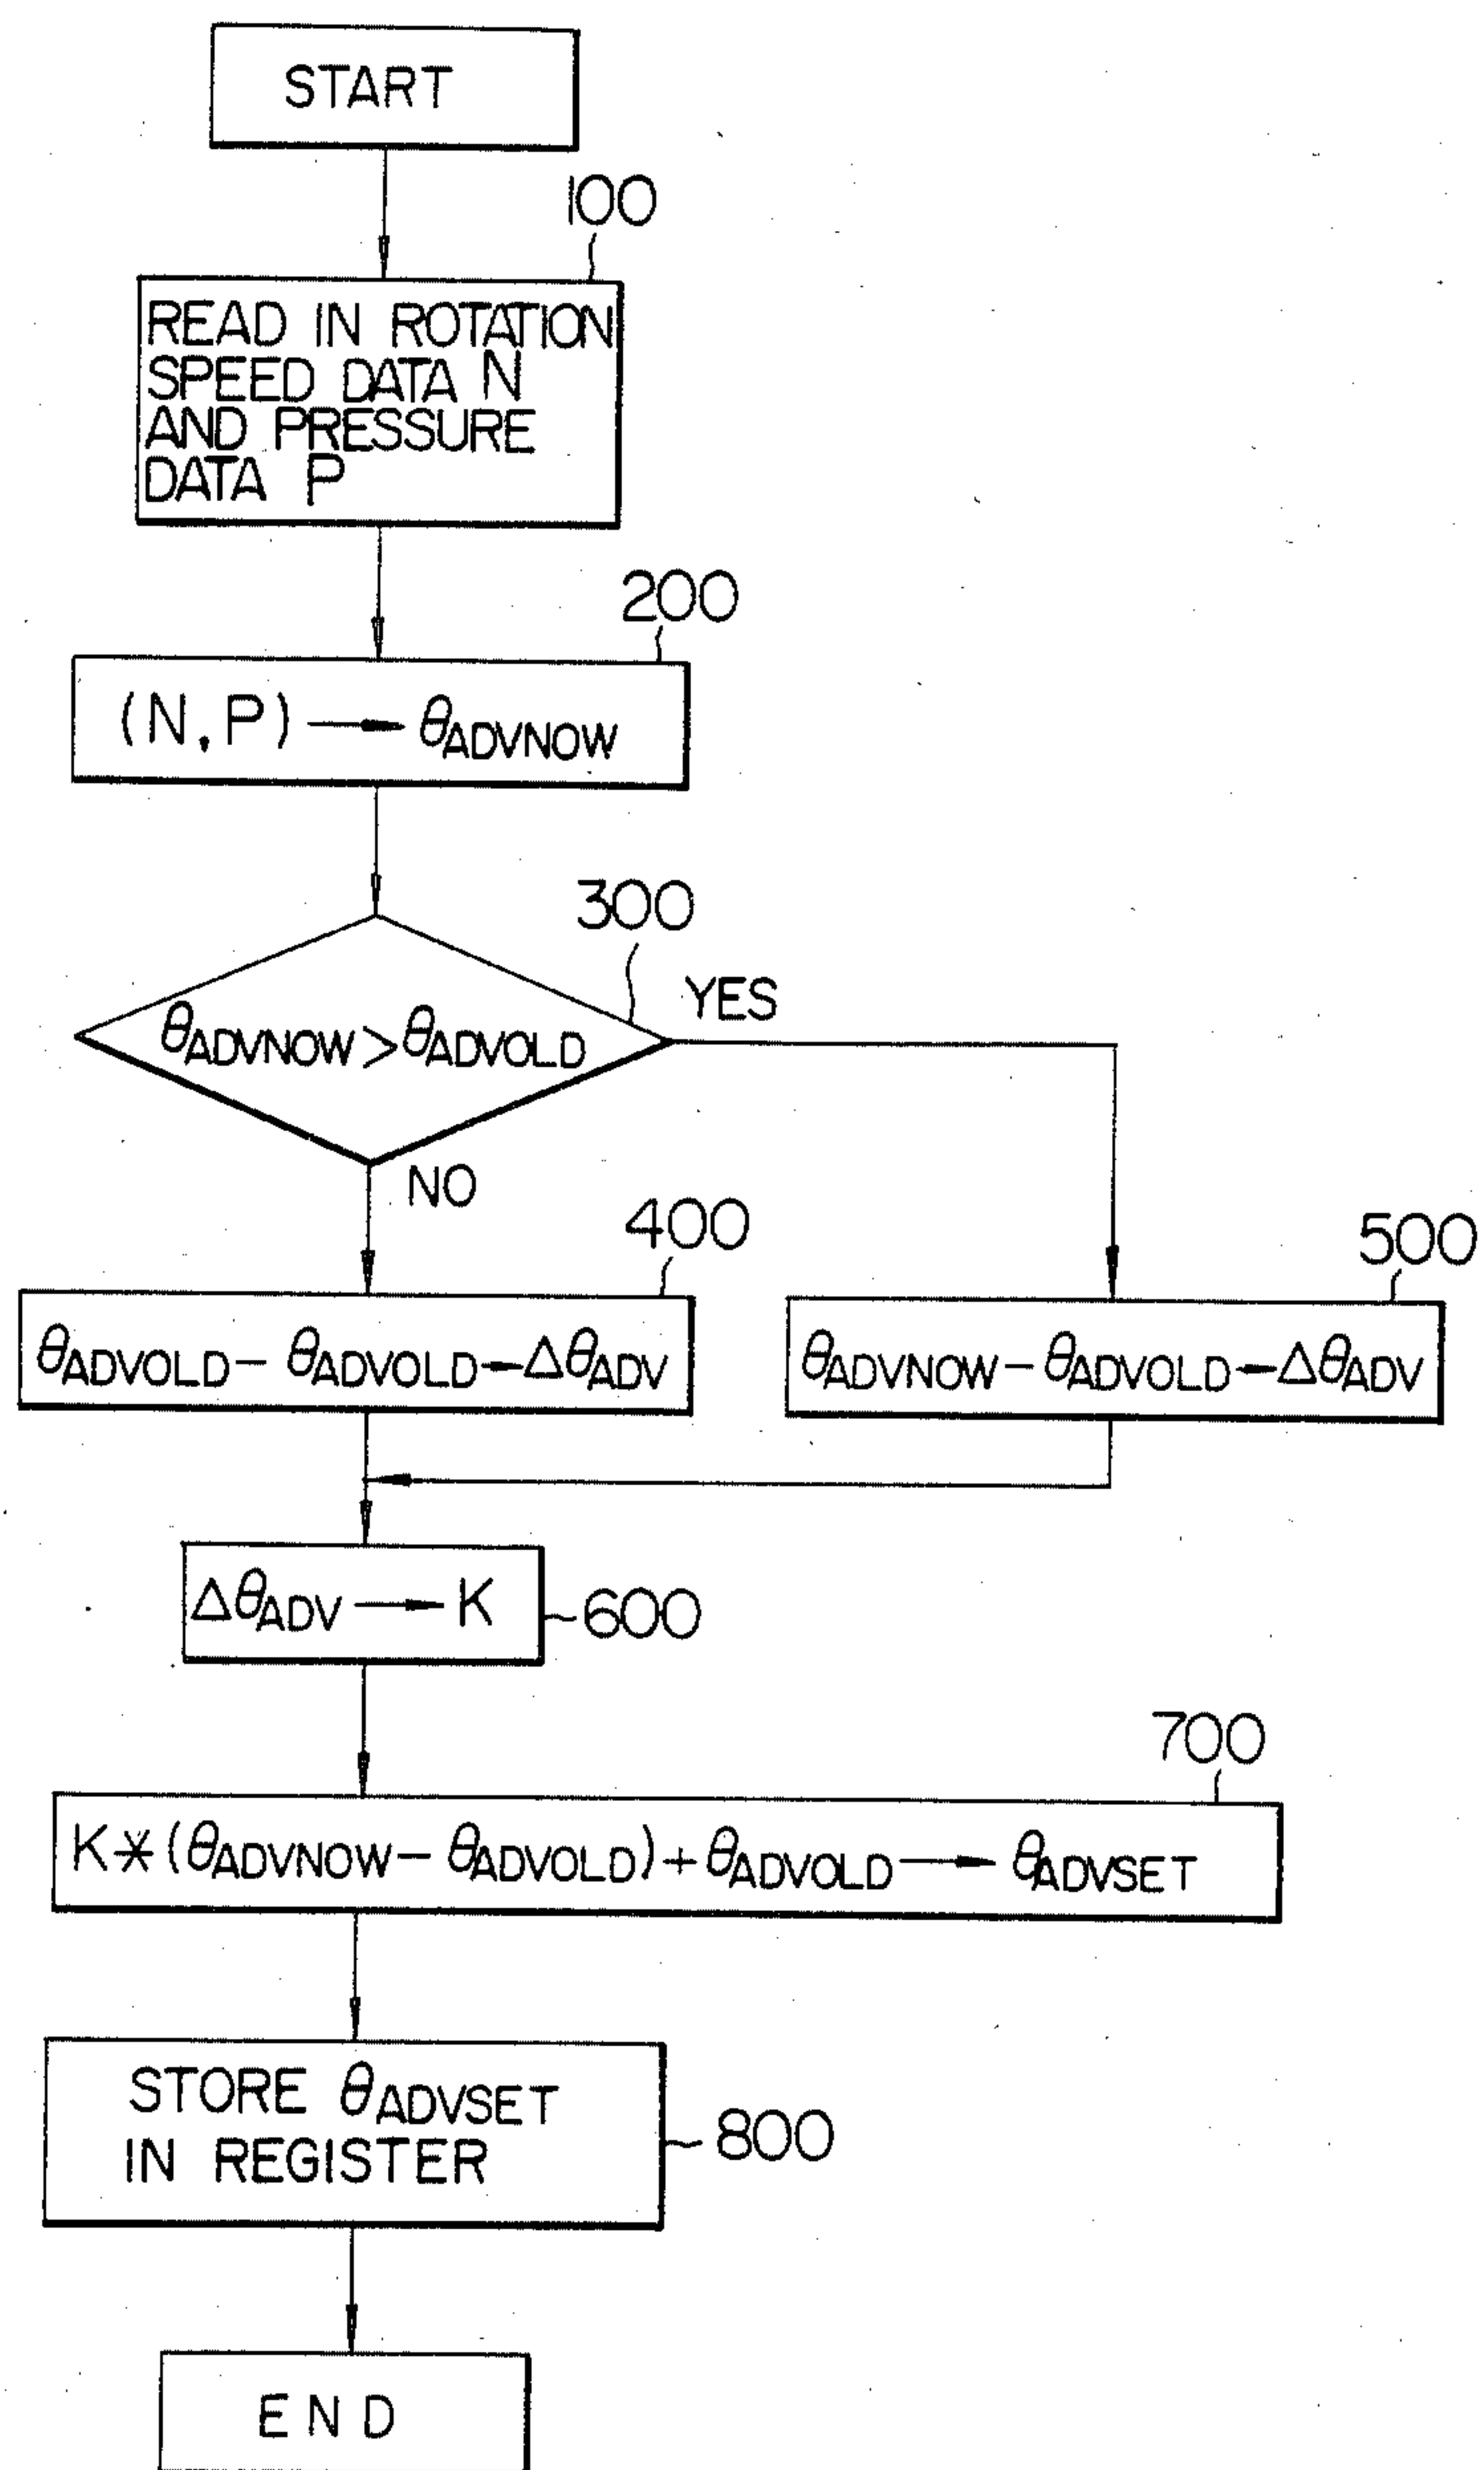 START
100
READ IN ROTATION
SPEED DATA N
AND PRESSURE
DATA P
200
(N, P) → θADVNOW
300
YES
θADVNOW > θADVOLD
NO
400
500
θADVOLD − θADVOLD → ΔθADV
θADVNOW − θADVOLD → ΔθADV
ΔθADV → K
600
700
K * (θADVNOW − θADVOLD) + θADVOLD → θADVSET
STORE θADVSET
IN REGISTER
800
END